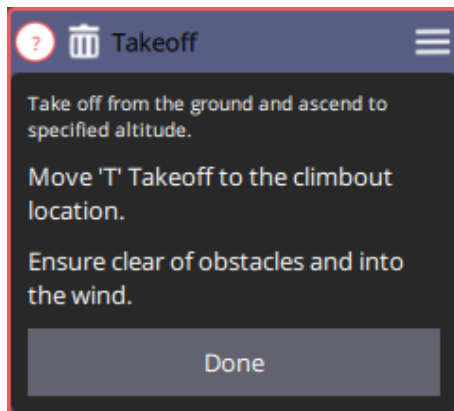 ? Takeoff
Take off from the ground and ascend to
specified altitude.
Move 'T' Takeoff to the climbout
location.
Ensure clear of obstacles and into
the wind.
Done